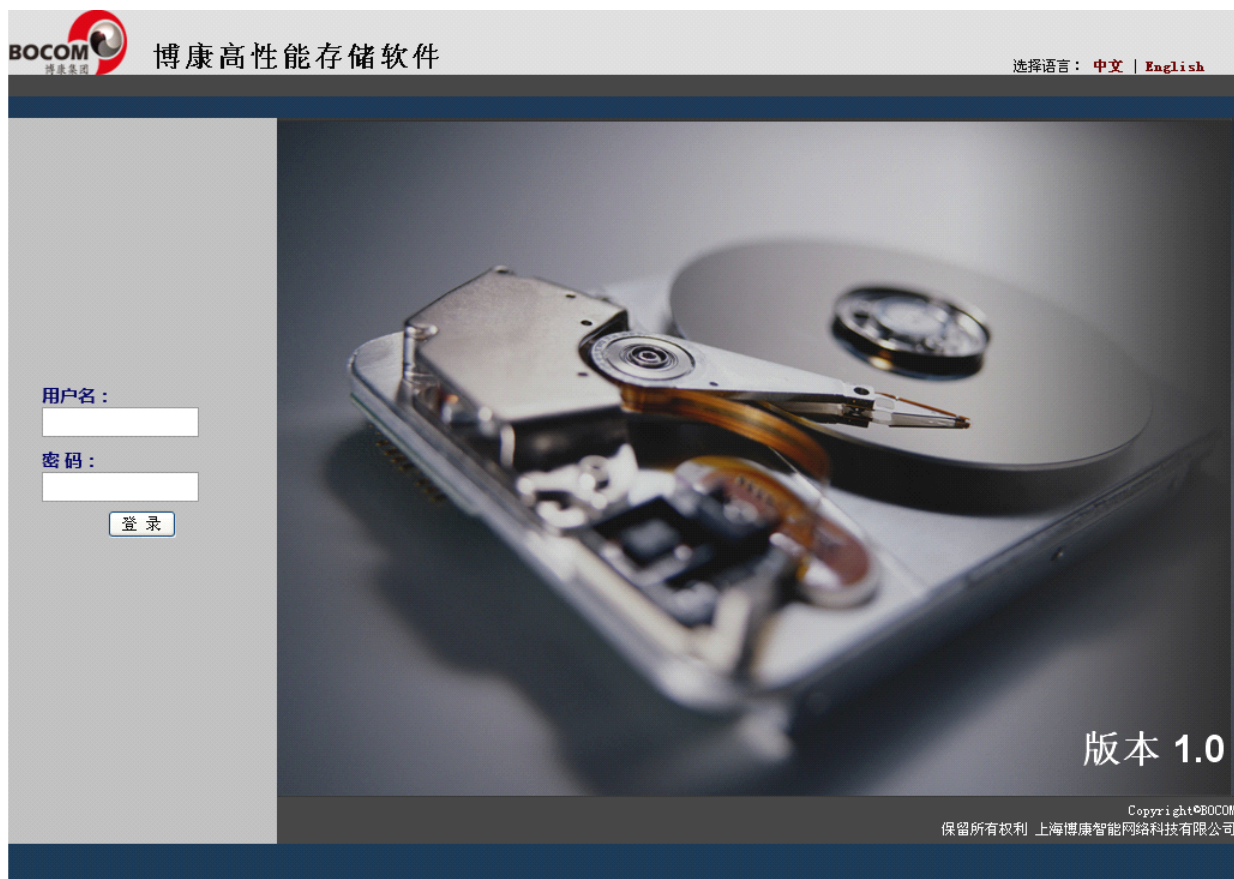 BOCOM
博康集团
博康高性能存储软件
选择语言： 中文 | English
用户名：
密 码：
登 录
版本 1.0
Copyright©BOCOM
保留所有权利 上海博康智能网络科技有限公司